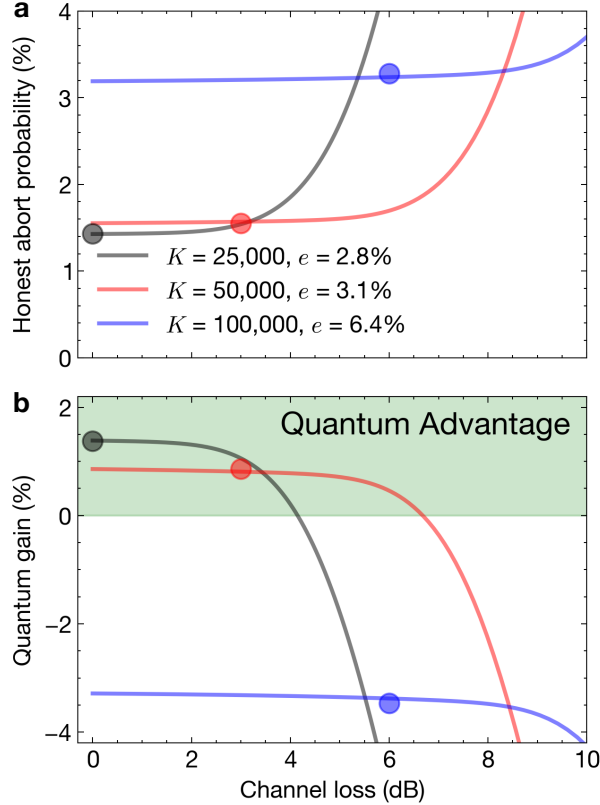 a
Honest abort probability (%)
4
3
2
1
0
K = 25,000, e = 2.8%
K = 50,000, e = 3.1%
K = 100,000, e = 6.4%
b
Quantum gain (%)
2
0
−2
−4
Quantum Advantage
0
2
4
6
8
10
Channel loss (dB)